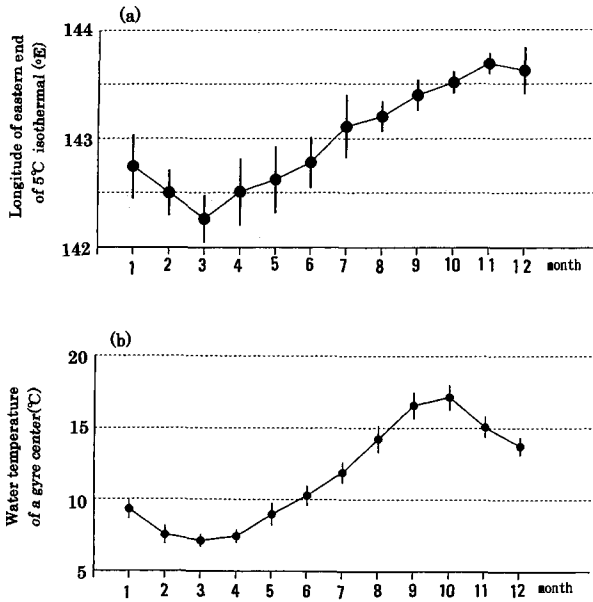 (a)
Longitude of eastern end
of 5℃ isothermal (°E)
144
143
142
1 2 3 4 5 6 7 8 9 10 11 12 month
(b)
Water temperature
of a gyre center(℃)
20
15
10
5
1 2 3 4 5 6 7 8 9 10 11 12 month